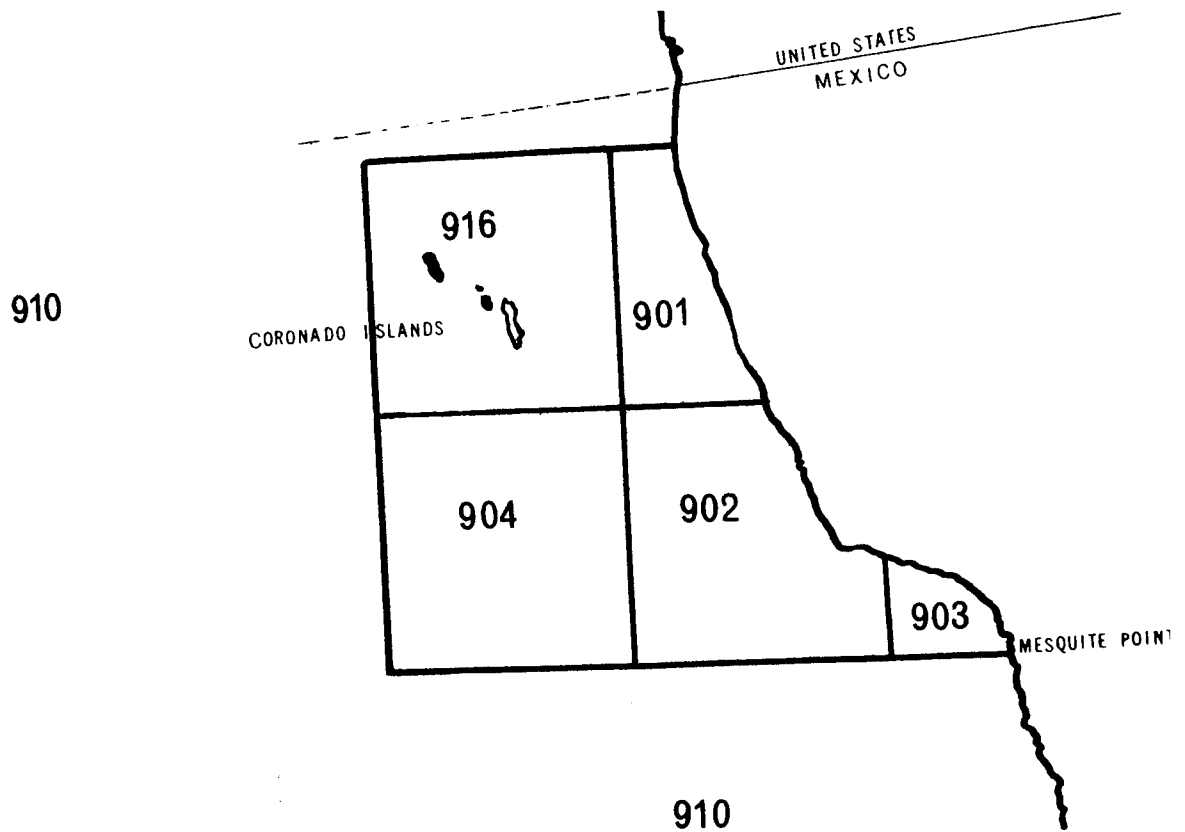 UNITED STATES
MEXICO
916
910
901
CORONADO ISLANDS
904
902
903
MESQUITE POINT
910